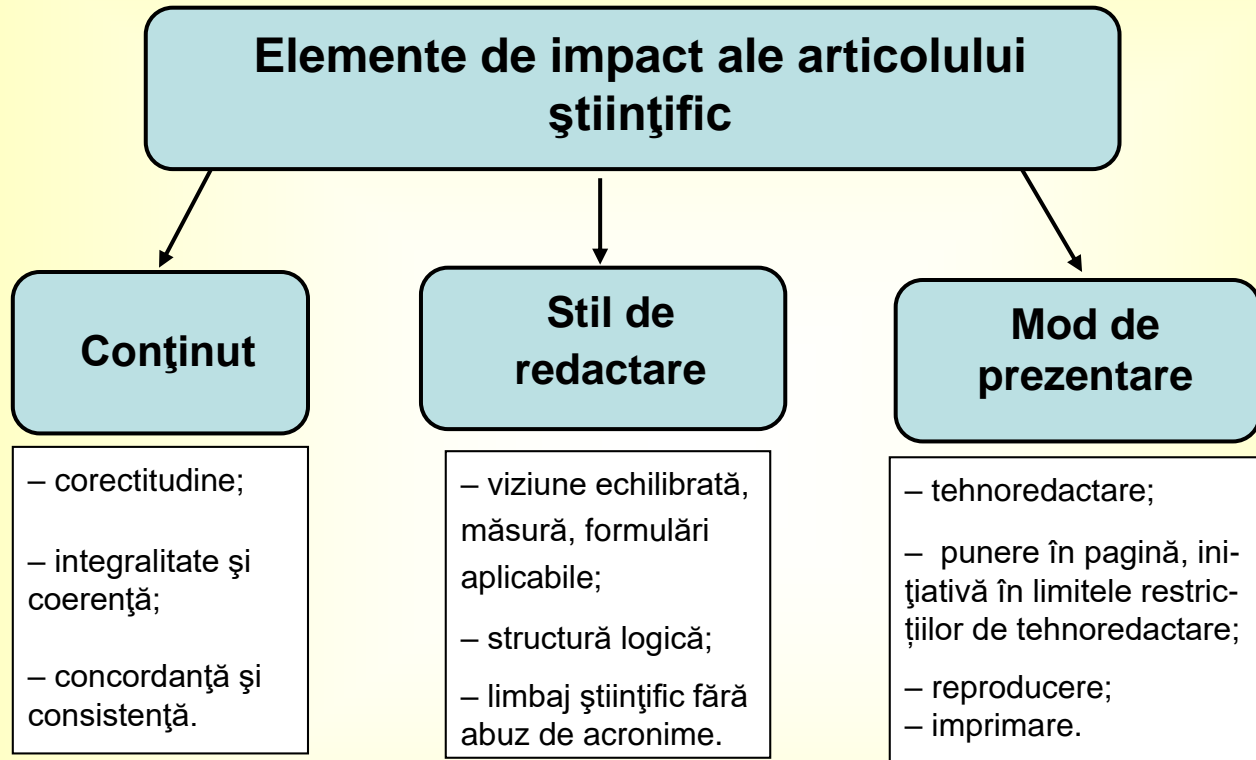 Elemente de impact ale articolului
ştiinţific
Conţinut
– corectitudine;
– integralitate şi
coerenţă;
– concordanţă şi
consistenţă.
Stil de
redactare
– viziune echilibrată,
măsură, formulări
aplicabile;
– structură logică;
– limbaj ştiinţific fără
abuz de acronime.
Mod de
prezentare
– tehnoredactare;
– punere în pagină, ini-
ţiativă în limitele restric-
țiilor de tehnoredactare;
– reproducere;
– imprimare.